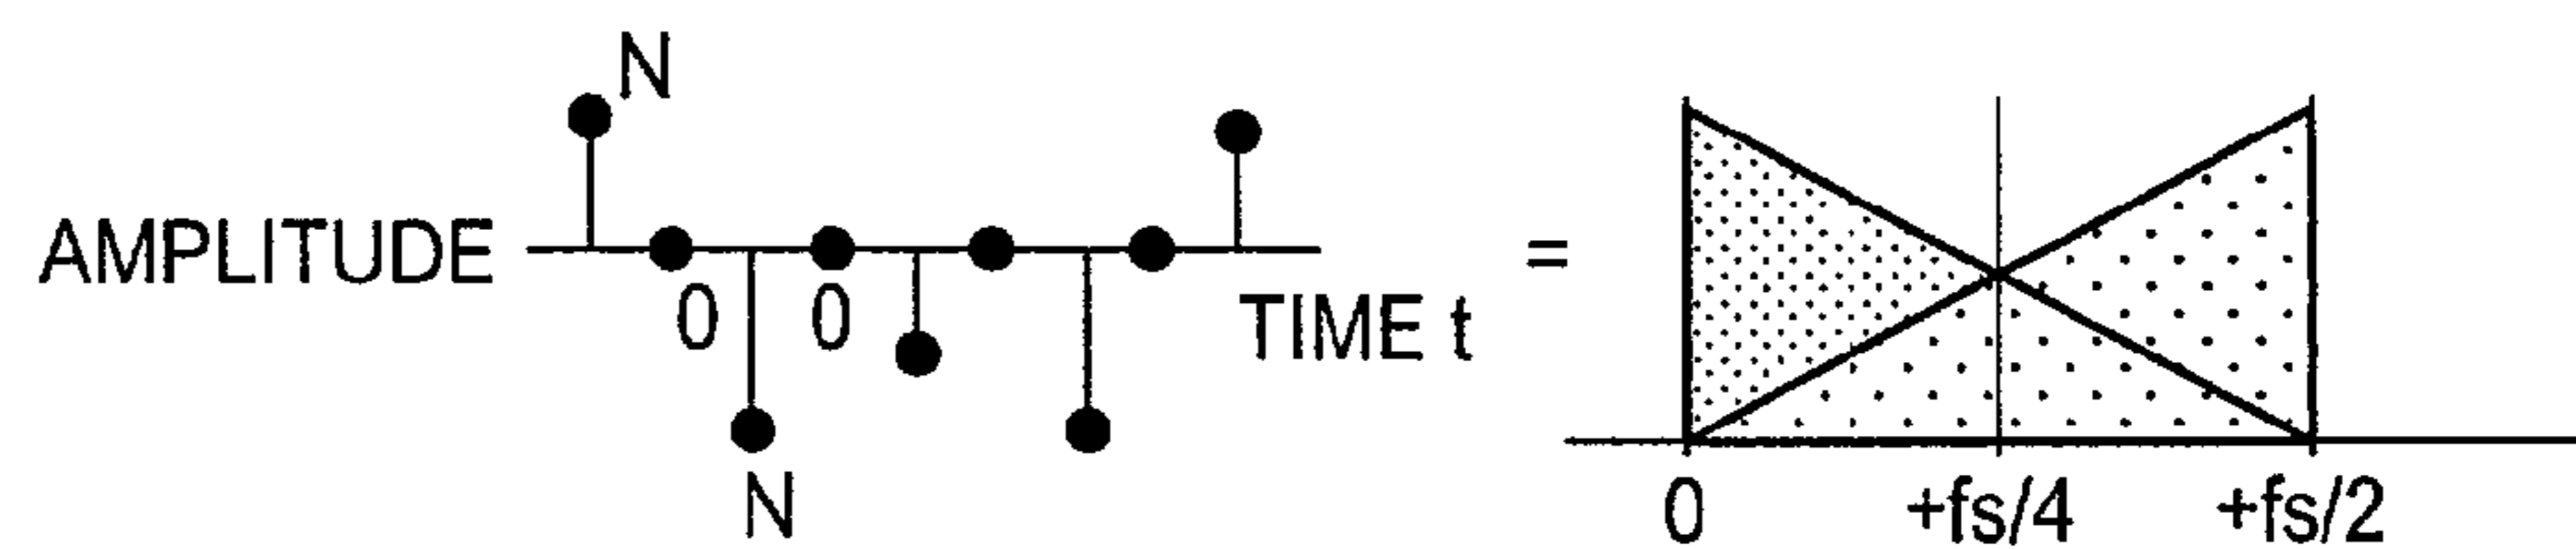 N
AMPLITUDE
0 0
TIME t
=
N
0 +fs/4 +fs/2